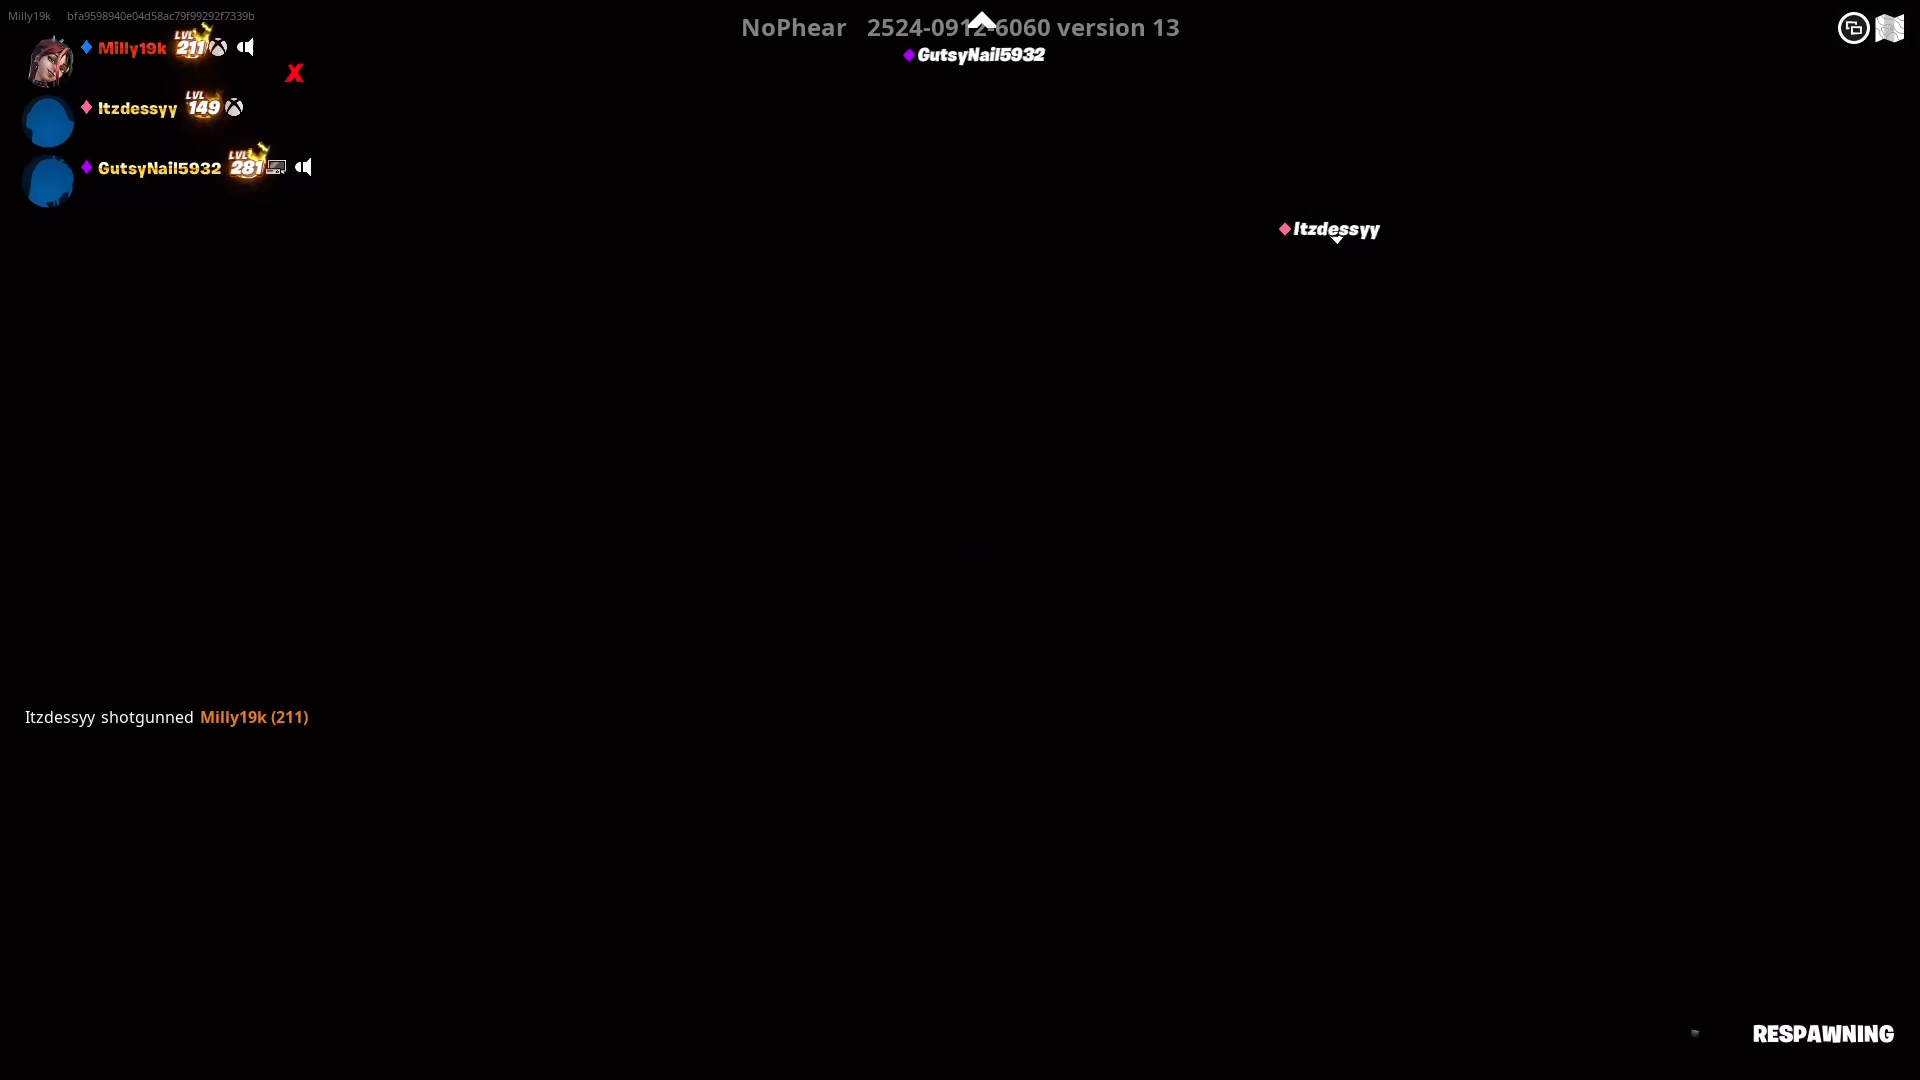 Milly19k bfa9598940e04d58ac79f99292f7339b
NoPhear 2524-0912-6060 version 13
Milly19k LVL 211
GutsyNail5932
Itzdessyy LVL 149
GutsyNail5932 LVL 281
Itzdessyy
Itzdessyy shotgunned Milly19k (211)
RESPAWNING